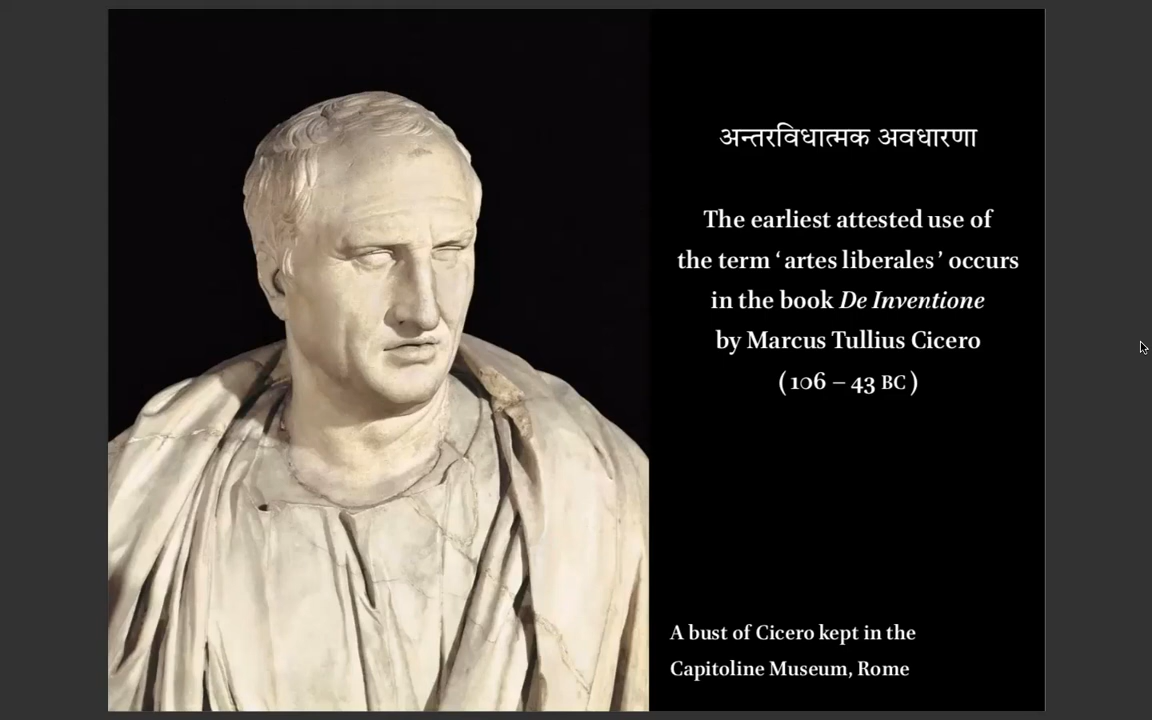 अन्तरविधात्मक अवधारणा
The earliest attested use of
the term ‘ artes liberales ’ occurs
in the book De Inventione
by Marcus Tullius Cicero
( 106 – 43 BC )
A bust of Cicero kept in the
Capitoline Museum, Rome